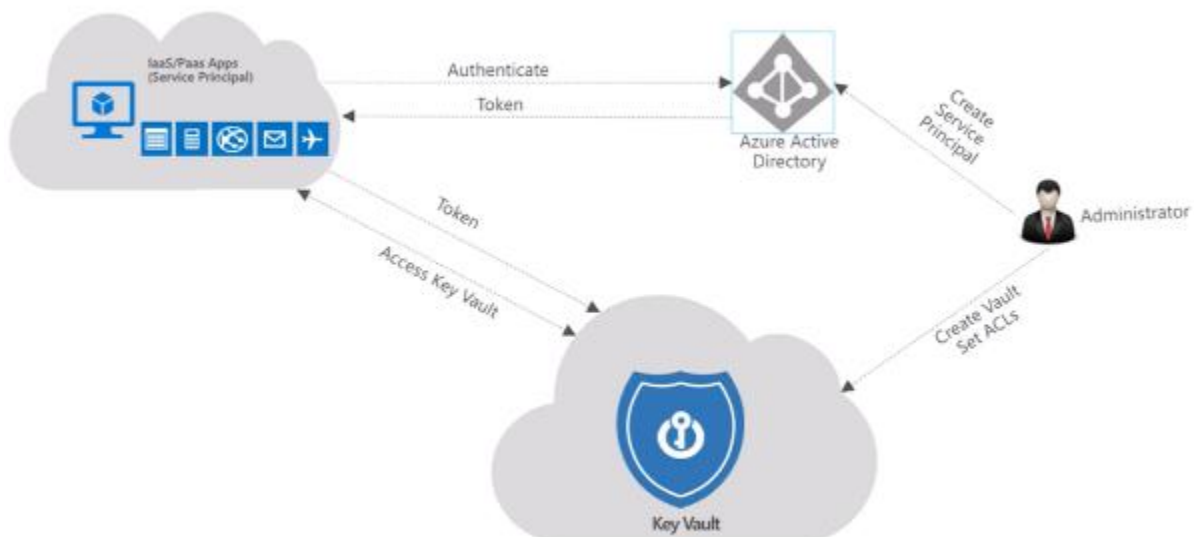 IaaS/Paas Apps
(Service Principal)
Authenticate
Token
Azure Active
Directory
Create
Service
Principal
Administrator
Token
Access Key Vault
Create Vault
Set ACLs
Key Vault